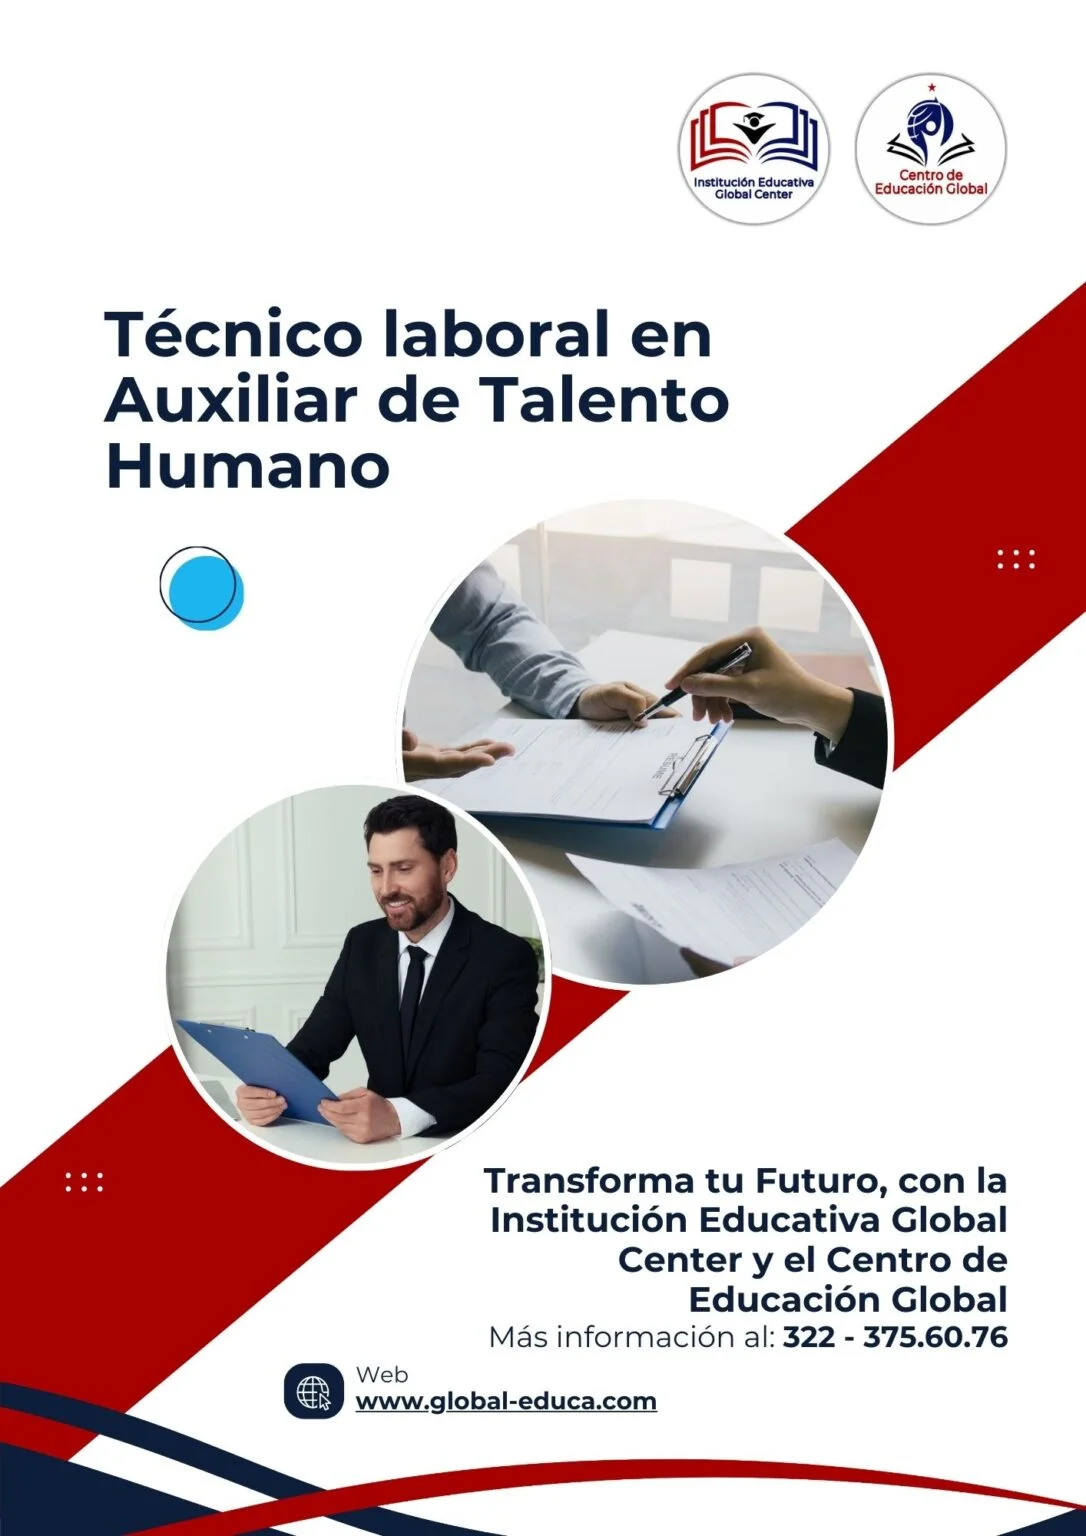 Institución Educativa
Global Center
Centro de
Educación Global
Técnico laboral en
Auxiliar de Talento
Humano
RESUME
Transforma tu Futuro, con la
Institución Educativa Global
Center y el Centro de
Educación Global
Más información al: 322 - 375.60.76
Web
www.global-educa.com